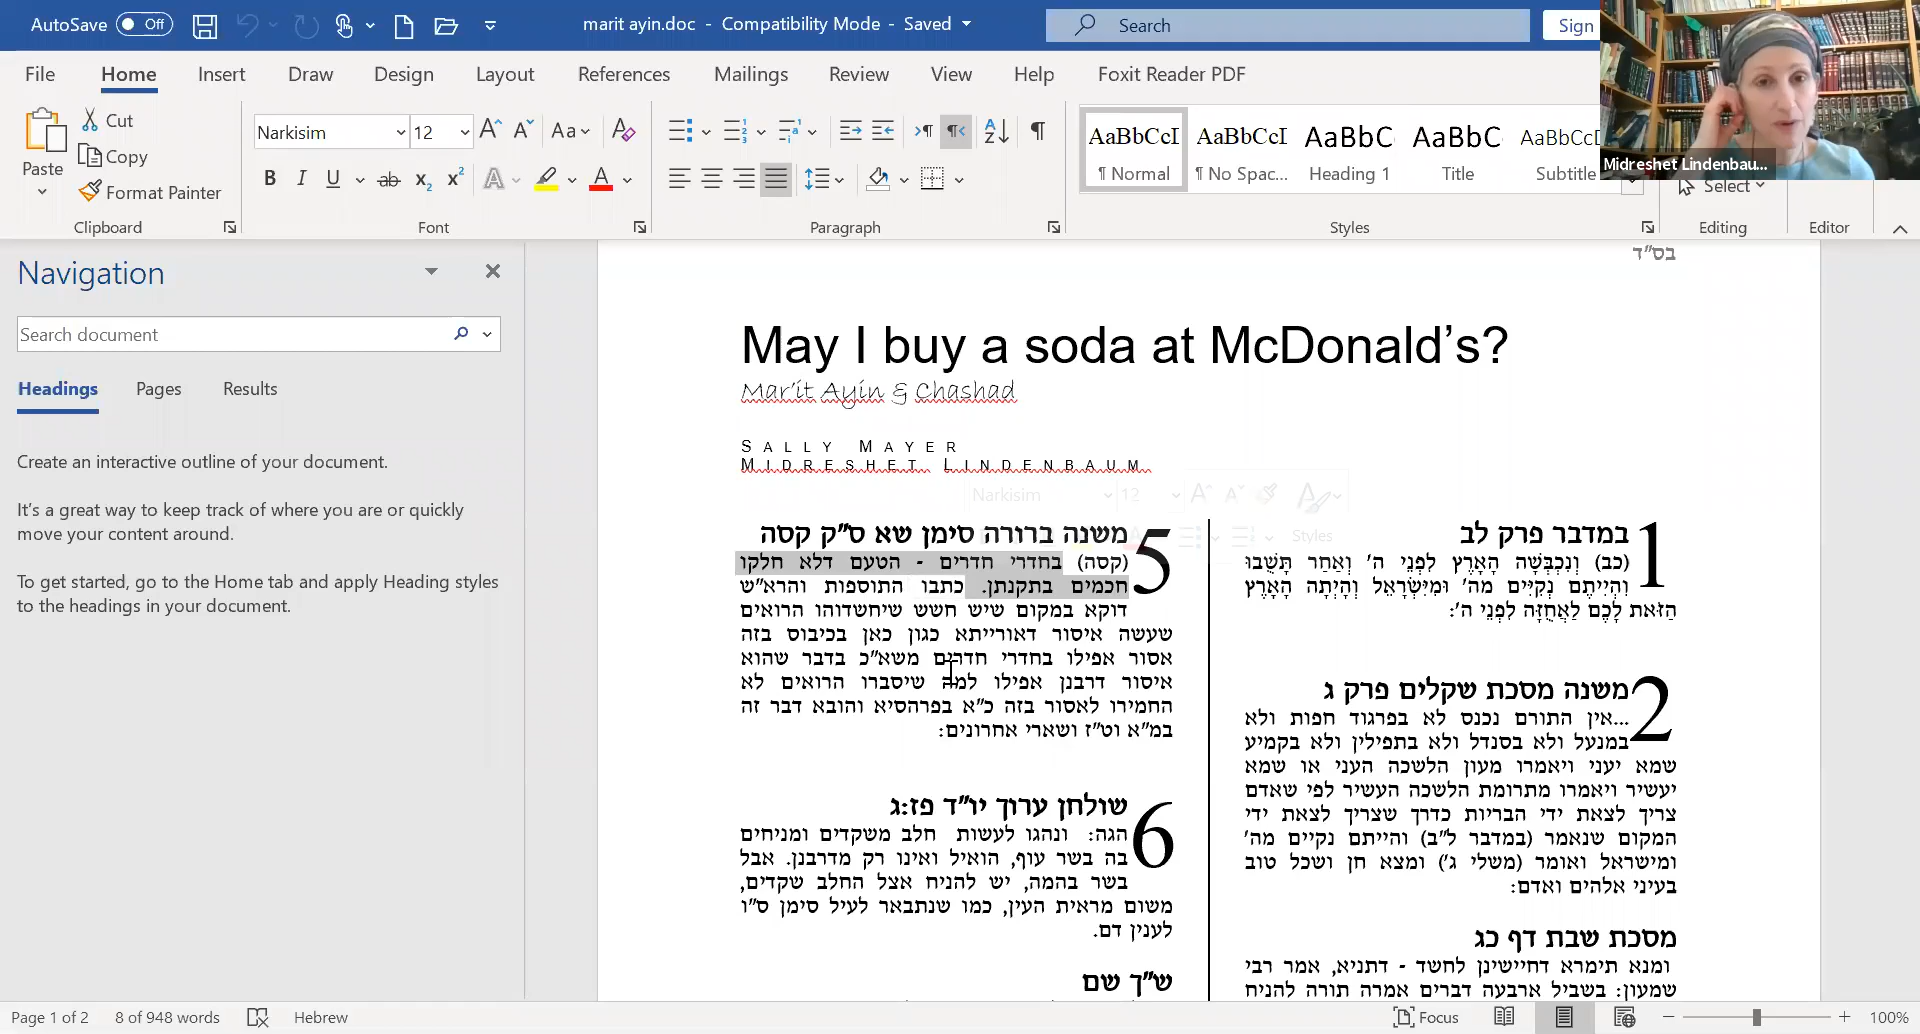 AutoSave Off
marit ayin.doc - Compatibility Mode - Saved
Search
Sign
File Home Insert Draw Design Layout References Mailings Review View Help Foxit Reader PDF
Paste
Cut
Copy
Format Painter
Clipboard
Narkisim 12
Font
Paragraph
AaBbCcI AaBbCcI AaBbC AaBbC AaBbCcD
¶ Normal ¶ No Spac... Heading 1 Title Subtitle
Styles
Select
Editing
Editor
Midreshet Lindenbau...
Navigation
Search document
Headings Pages Results
Create an interactive outline of your document.
It's a great way to keep track of where you are or quickly
move your content around.
To get started, go to the Home tab and apply Heading styles
to the headings in your document.
בס"ד
May I buy a soda at McDonald's?
Mar'it Ayin & Chashad
SALLY MAYER
MIDRESHET LINDENBAUM
Narkisim 12
Styles
1
במדבר פרק לב
(כב) וְנִכְבְּשָׁה הָאָרֶץ לִפְנֵי ה' וְאַחַר תָּשֻׁבוּ
וִהְיִיתֶם נְקִיִּים מֵה' וּמִיִּשְׂרָאֵל וְהָיְתָה הָאָרֶץ
הַזֹּאת לָכֶם לַאֲחֻזָּה לִפְנֵי ה':
2
משנה מסכת שקלים פרק ג
...אין התורם נכנס לא בפרגוד חפות ולא
במנעל ולא בסנדל ולא בתפילין ולא בקמיע
שמא יעני ויאמרו מעון הלשכה העני או שמא
יעשיר ויאמרו מתרומת הלשכה העשיר לפי שאדם
צריך לצאת ידי הבריות כדרך שצריך לצאת ידי
המקום שנאמר (במדבר ל"ב) והייתם נקיים מה'
ומישראל ואומר (משלי ג') ומצא חן ושכל טוב
בעיני אלהים ואדם:
מסכת שבת דף כג
ומנא תימרא דחיישינן לחשד - דתניא, אמר רבי
שמעון: בשביל ארבעה דברים אמרה תורה להניח
5
משנה ברורה סימן שא ס"ק קסה
(קסה) בחדרי חדרים - הטעם דלא חלקו
חכמים בתקנתן. כתבו התוספות והרא"ש
דוקא במקום שיש חשש שיחשדוהו הרואים
שעשה איסור דאורייתא כגון כאן בכיבוס בזה
אסור אפילו בחדרי חדרים משא"כ בדבר שהוא
איסור דרבנן אפילו למה שיסברו הרואים לא
החמירו לאסור בזה כ"א בפרהסיא והובא דבר זה
במ"א וט"ז ושארי אחרונים:
6
שולחן ערוך יו"ד פז:ג
הגה: ונהגו לעשות חלב משקדים ומניחים
בה בשר עוף, הואיל ואינו רק מדרבנן. אבל
בשר בהמה, יש להניח אצל החלב שקדים,
משום מראית העין, כמו שנתבאר לעיל סימן ס"ו
לענין דם.
ש"ך שם
Page 1 of 2 8 of 948 words Hebrew
Focus
100%